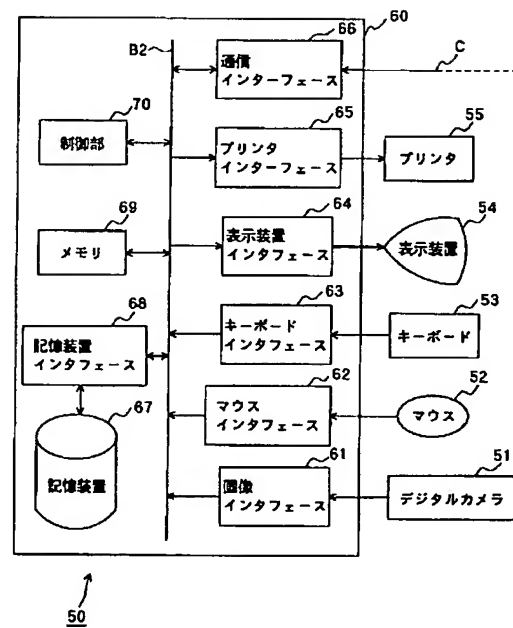 66
60
B2
通信
インターフェース
C
70
制御部
65
プリンタ
インターフェース
55
プリンタ
69
メモリ
64
表示装置
インタフェース
54
表示装置
68
記憶装置
インタフェース
63
キーボード
インタフェース
53
キーボード
67
記憶装置
62
マウス
インタフェース
52
マウス
61
画像
インタフェース
51
デジタルカメラ
50